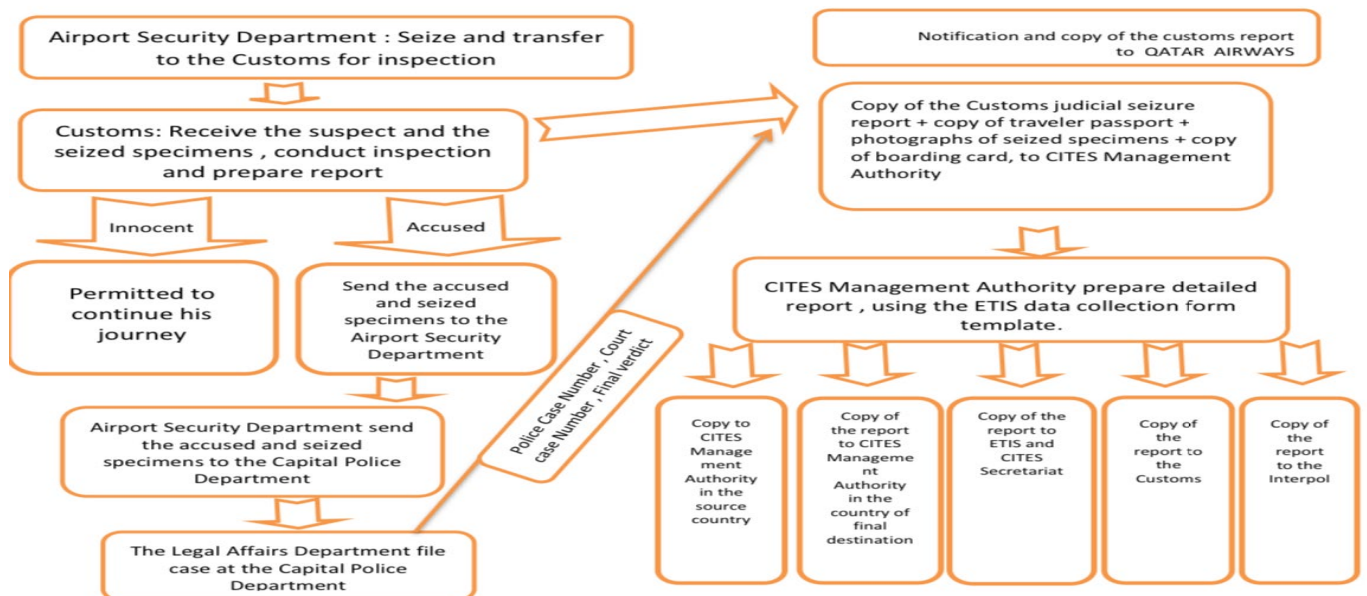 Airport Security Department : Seize and transfer
to the Customs for inspection
Customs: Receive the suspect and the
seized specimens , conduct inspection
and prepare report
Innocent
Accused
Permitted to
continue his
journey
Send the accused
and seized
specimens to the
Airport Security
Department
Airport Security Department send
the accused and seized
specimens to the Capital Police
Department
The Legal Affairs Department file
case at the Capital Police
Department
Police Case Number , Court
case Number , Final verdict
Notification and copy of the customs report
to QATAR AIRWAYS
Copy of the Customs judicial seizure
report + copy of traveler passport +
photographs of seized specimens + copy
of boarding card, to CITES Management
Authority
CITES Management Authority prepare detailed
report , using the ETIS data collection form
template.
Copy to
CITES
Manage
ment
Authority
in the
source
country
Copy of
the report
to CITES
Manageme
nt
Authority
in the
country of
final
destination
Copy of the
report to
ETIS and
CITES
Secretariat
Copy of
the
report to
the
Customs
Copy of
the
report
to the
Interpol